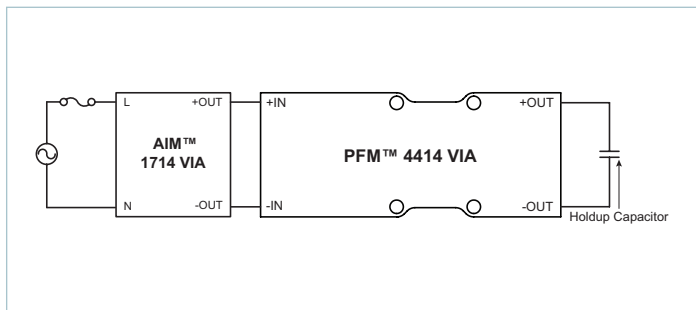 L
+OUT
+IN
+OUT
AIM™
1714 VIA
PFM™ 4414 VIA
N
-OUT
-IN
-OUT
Holdup Capacitor